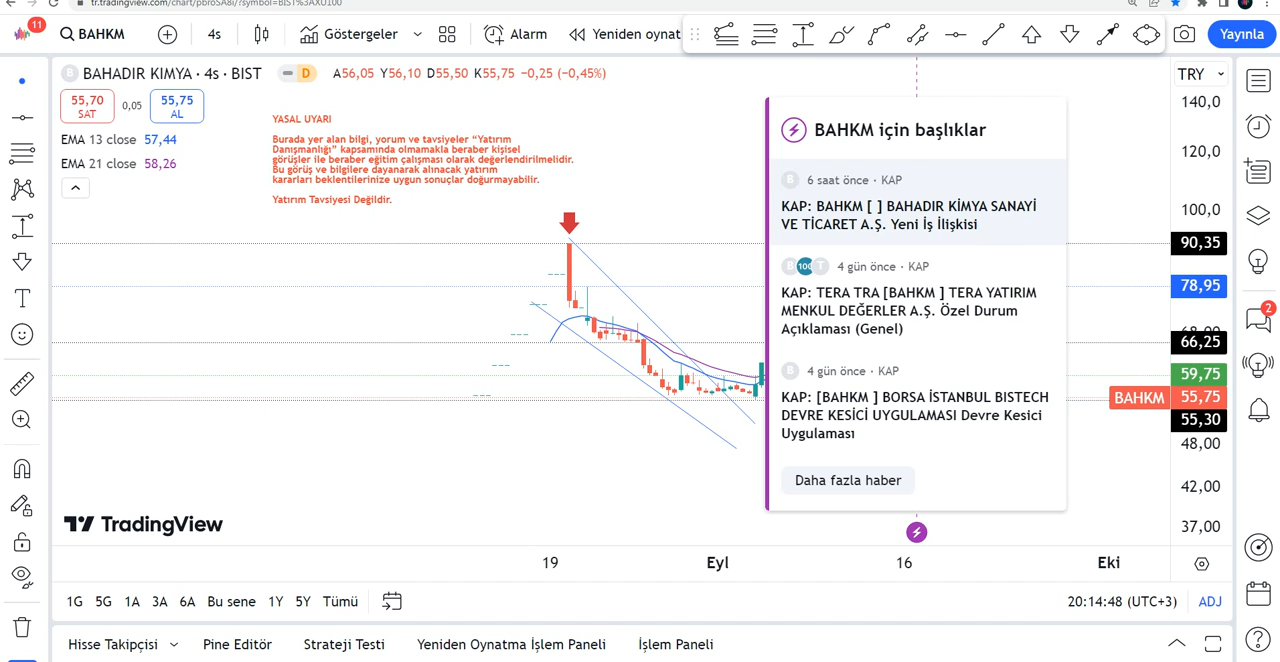 tr.tradingview.com/chart/pbroSA8i/?symbol=BIST%3AXU100
11
BAHKM
4s
Göstergeler
Alarm
Yeniden oynat
Yayınla
B BAHADIR KIMYA · 4s · BIST
D
A56,05 Y56,10 D55,50 K55,75 −0,25 (−0,45%)
TRY
55,70
SAT
0,05
55,75
AL
EMA 13 close 57,44
EMA 21 close 58,26
YASAL UYARI
Burada yer alan bilgi, yorum ve tavsiyeler “Yatırım
Danışmanlığı” kapsamında olmamakla beraber kişisel
görüşler ile beraber eğitim çalışması olarak değerlendirilmelidir.
Bu görüş ve bilgilere dayanarak alınacak yatırım
kararları beklentilerinize uygun sonuçlar doğurmayabilir.
Yatırım Tavsiyesi Değildir.
BAHKM için başlıklar
B 6 saat önce · KAP
KAP: BAHKM [ ] BAHADIR KİMYA SANAYİ
VE TİCARET A.Ş. Yeni İş İlişkisi
B 100 T 4 gün önce · KAP
KAP: TERA TRA [BAHKM ] TERA YATIRIM
MENKUL DEĞERLER A.Ş. Özel Durum
Açıklaması (Genel)
B 4 gün önce · KAP
KAP: [BAHKM ] BORSA İSTANBUL BISTECH
DEVRE KESİCİ UYGULAMASI Devre Kesici
Uygulaması
Daha fazla haber
140,0
120,0
100,0
90,35
78,95
68,00
66,25
59,75
BAHKM 55,75
55,30
48,00
42,00
37,00
2
TradingView
19
Eyl
16
Eki
1G 5G 1A 3A 6A Bu sene 1Y 5Y Tümü
20:14:48 (UTC+3)
ADJ
Hisse Takipçisi
Pine Editör
Strateji Testi
Yeniden Oynatma İşlem Paneli
İşlem Paneli